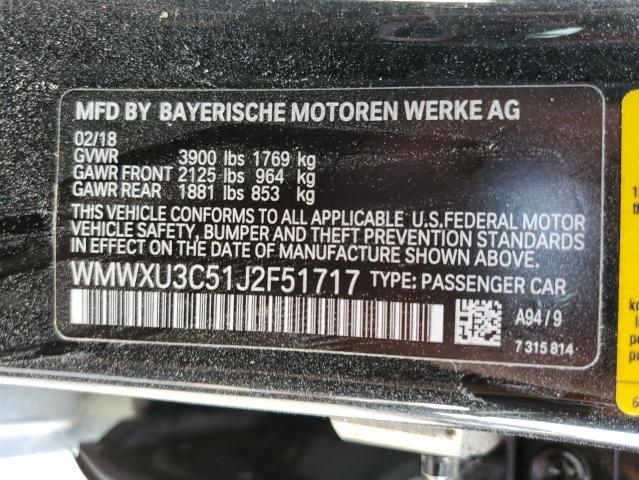 MFD BY BAYERISCHE MOTOREN WERKE AG
02/18
GVWR 3900 lbs 1769 kg
GAWR FRONT 2125 lbs 964 kg
GAWR REAR 1881 lbs 853 kg
THIS VEHICLE CONFORMS TO ALL APPLICABLE U.S.FEDERAL MOTOR
VEHICLE SAFETY, BUMPER AND THEFT PREVENTION STANDARDS
IN EFFECT ON THE DATE OF MANUFACTURE SHOWN ABOVE.
WMWXU3C51J2F51717 TYPE: PASSENGER CAR
A94/9
7 315 814